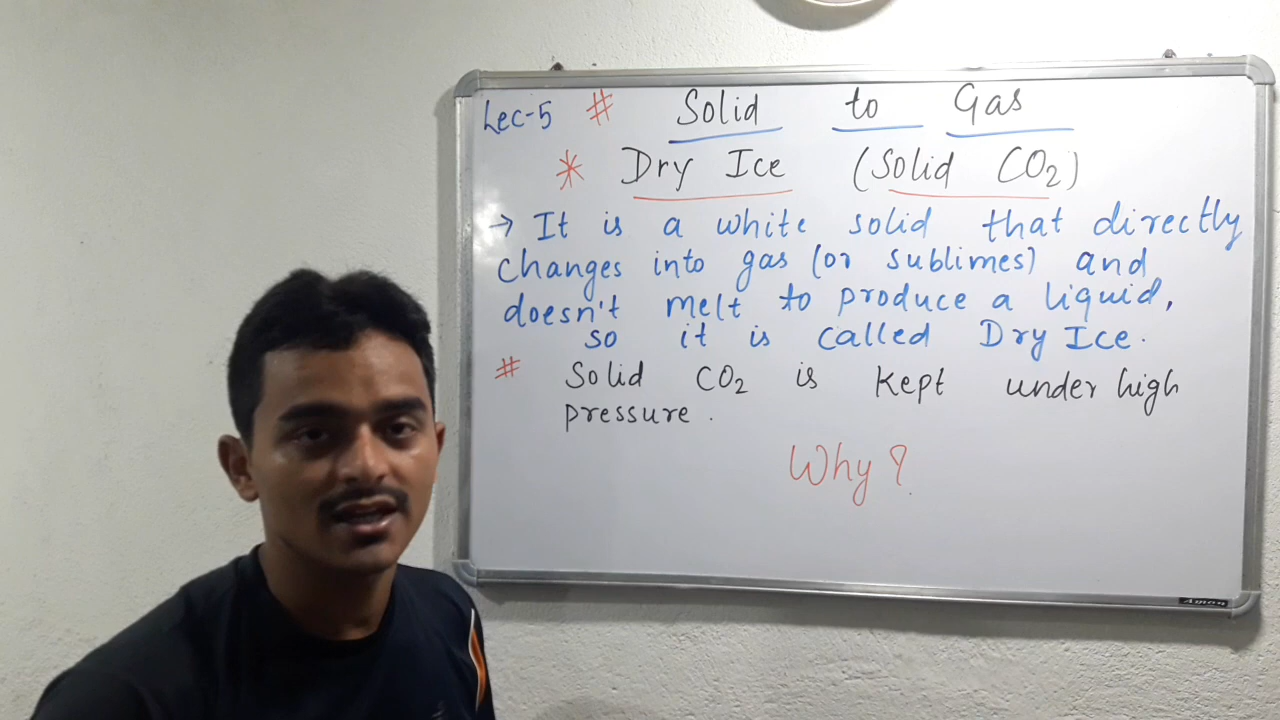 Lec-5 # Solid to Gas
* Dry Ice (Solid CO₂)
→ It is a white solid that directly
changes into gas (or sublimes) and
doesn't melt to produce a liquid,
so it is called Dry Ice.
# Solid CO₂ is kept under high
pressure.
Why?